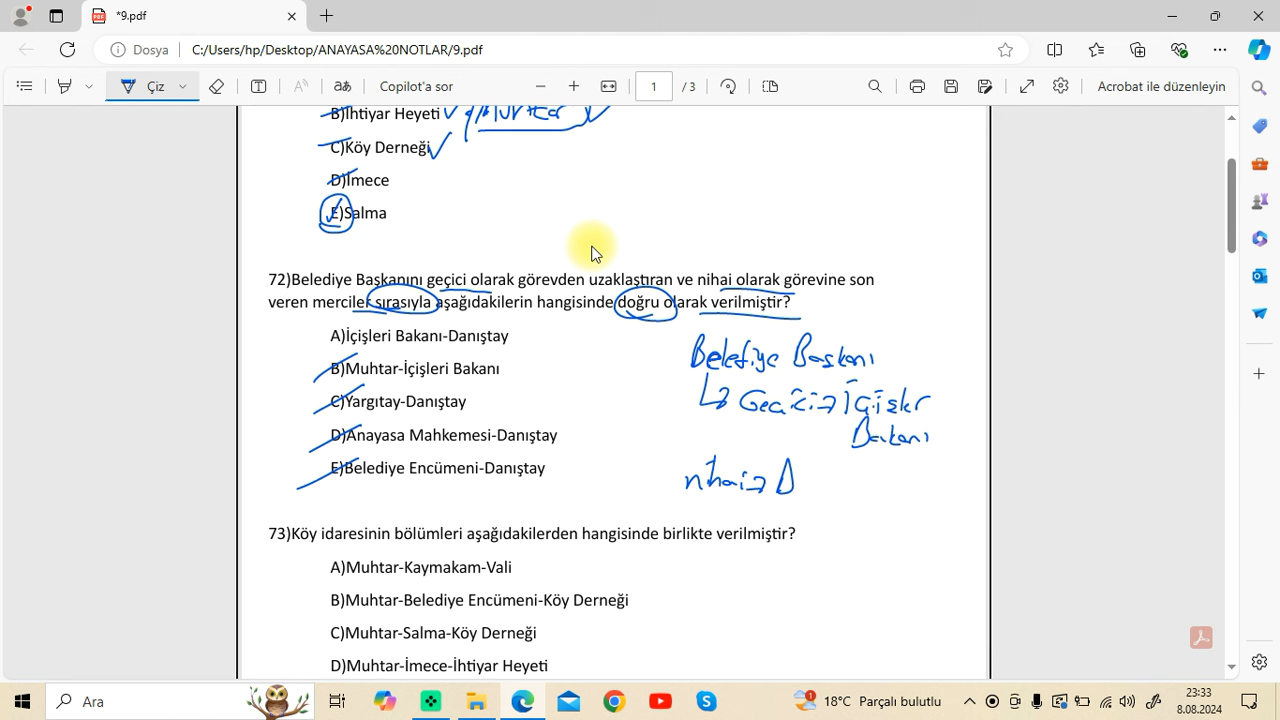 *9.pdf
Dosya
C:/Users/hp/Desktop/ANAYASA%20NOTLAR/9.pdf
Çiz
Copilot'a sor
1 / 3
Acrobat ile düzenleyin
B)İhtiyar Heyeti
Muhtar
C)Köy Derneği
D)İmece
E)Salma
72)Belediye Başkanını geçici olarak görevden uzaklaştıran ve nihai olarak görevine son
veren merciler sırasıyla aşağıdakilerin hangisinde doğru olarak verilmiştir?
A)İçişleri Bakanı-Danıştay
B)Muhtar-İçişleri Bakanı
C)Yargıtay-Danıştay
D)Anayasa Mahkemesi-Danıştay
E)Belediye Encümeni-Danıştay
Belediye Başkanı
Geçici→ İçişler
Bakanı
nihai→ D
73)Köy idaresinin bölümleri aşağıdakilerden hangisinde birlikte verilmiştir?
A)Muhtar-Kaymakam-Vali
B)Muhtar-Belediye Encümeni-Köy Derneği
C)Muhtar-Salma-Köy Derneği
D)Muhtar-İmece-İhtiyar Heyeti
Ara
18°C Parçalı bulutlu
23:33
8.08.2024